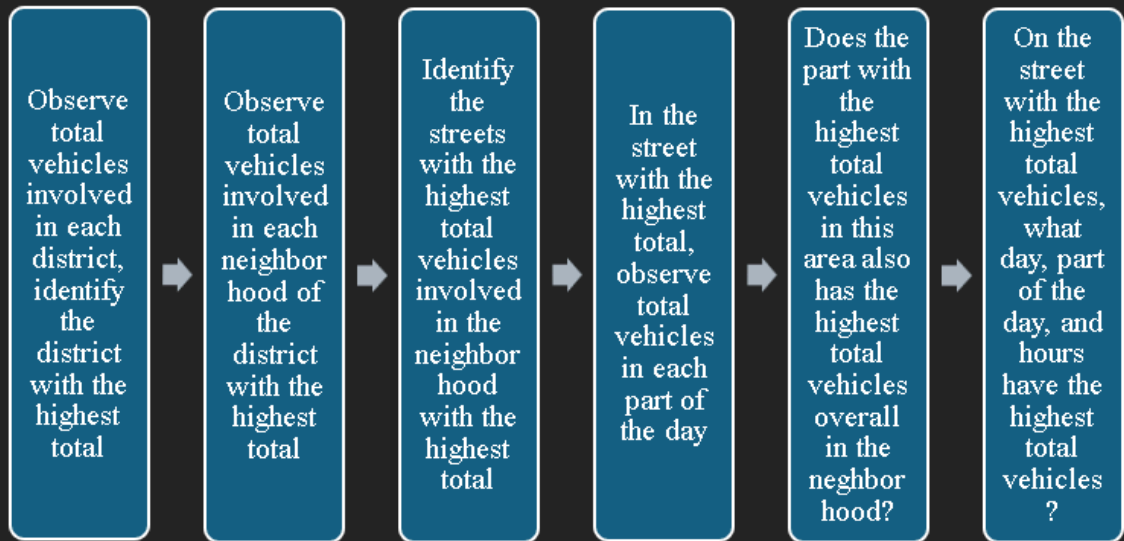 Observe
total
vehicles
involved
in each
district,
identify
the
district
with the
highest
total
Observe
total
vehicles
involved
in each
neighbor
hood of
the
district
with the
highest
total
Identify
the
streets
with the
highest
total
vehicles
involved
in the
neighbor
hood
with the
highest
total
In the
street
with the
highest
total,
observe
total
vehicles
in each
part of
the day
Does the
part with
the
highest
total
vehicles
in this
area also
has the
highest
total
vehicles
overall
in the
neghbor
hood?
On the
street
with the
highest
total
vehicles,
what
day, part
of the
day, and
hours
have the
highest
total
vehicles
?